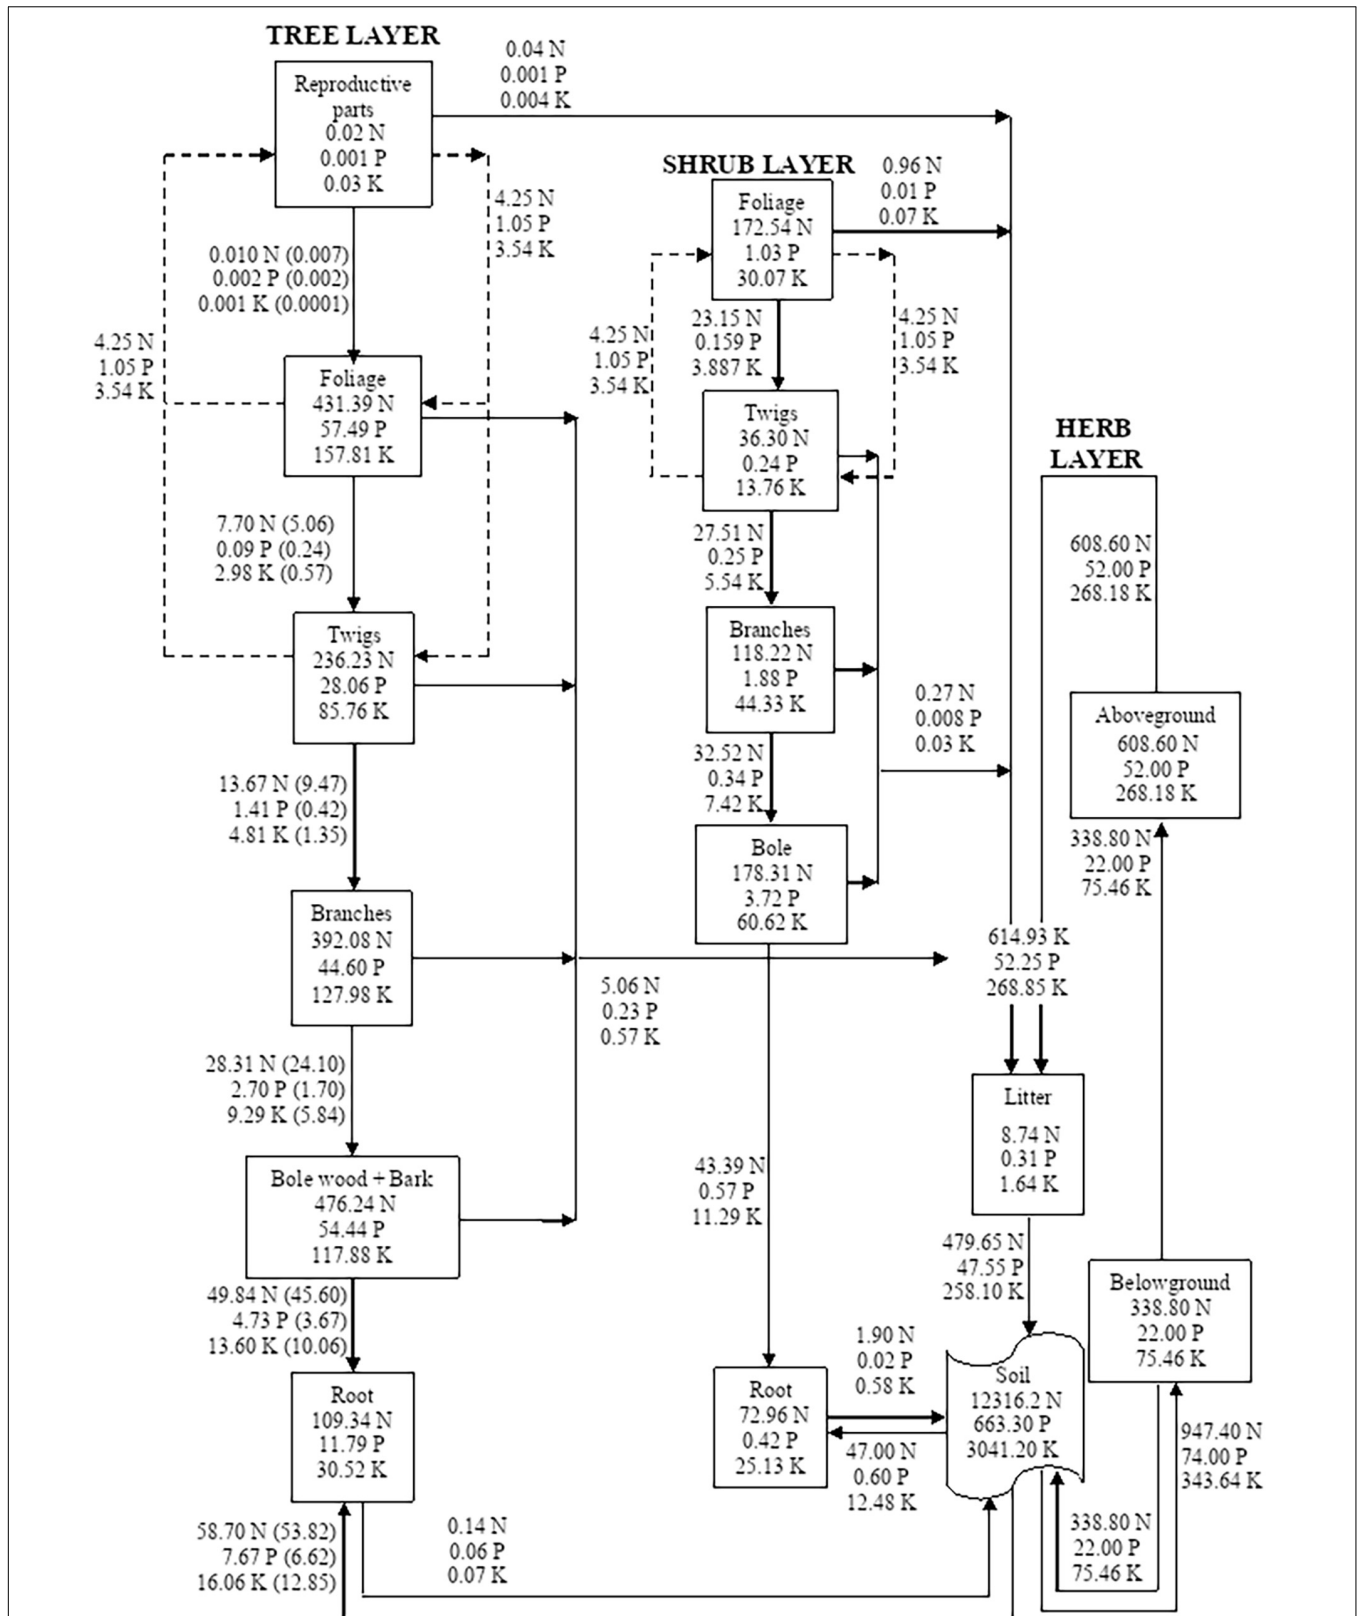 TREE LAYER
Reproductive
parts
0.02 N
0.001 P
0.03 K
0.04 N
0.001 P
0.004 K
4.25 N
1.05 P
3.54 K
0.010 N (0.007)
0.002 P (0.002)
0.001 K (0.0001)
4.25 N
1.05 P
3.54 K
Foliage
431.39 N
57.49 P
157.81 K
7.70 N (5.06)
0.09 P (0.24)
2.98 K (0.57)
Twigs
236.23 N
28.06 P
85.76 K
13.67 N (9.47)
1.41 P (0.42)
4.81 K (1.35)
Branches
392.08 N
44.60 P
127.98 K
5.06 N
0.23 P
0.57 K
28.31 N (24.10)
2.70 P (1.70)
9.29 K (5.84)
Bole wood + Bark
476.24 N
54.44 P
117.88 K
49.84 N (45.60)
4.73 P (3.67)
13.60 K (10.06)
Root
109.34 N
11.79 P
30.52 K
58.70 N (53.82)
7.67 P (6.62)
16.06 K (12.85)
0.14 N
0.06 P
0.07 K
SHRUB LAYER
Foliage
172.54 N
1.03 P
30.07 K
0.96 N
0.01 P
0.07 K
23.15 N
0.159 P
3.887 K
4.25 N
1.05 P
3.54 K
4.25 N
1.05 P
3.54 K
Twigs
36.30 N
0.24 P
13.76 K
27.51 N
0.25 P
5.54 K
Branches
118.22 N
1.88 P
44.33 K
0.27 N
0.008 P
0.03 K
32.52 N
0.34 P
7.42 K
Bole
178.31 N
3.72 P
60.62 K
43.39 N
0.57 P
11.29 K
Root
72.96 N
0.42 P
25.13 K
1.90 N
0.02 P
0.58 K
47.00 N
0.60 P
12.48 K
HERB
LAYER
608.60 N
52.00 P
268.18 K
Aboveground
608.60 N
52.00 P
268.18 K
338.80 N
22.00 P
75.46 K
614.93 K
52.25 P
268.85 K
Litter
8.74 N
0.31 P
1.64 K
479.65 N
47.55 P
258.10 K
Belowground
338.80 N
22.00 P
75.46 K
Soil
12316.2 N
663.30 P
3041.20 K
947.40 N
74.00 P
343.64 K
338.80 N
22.00 P
75.46 K